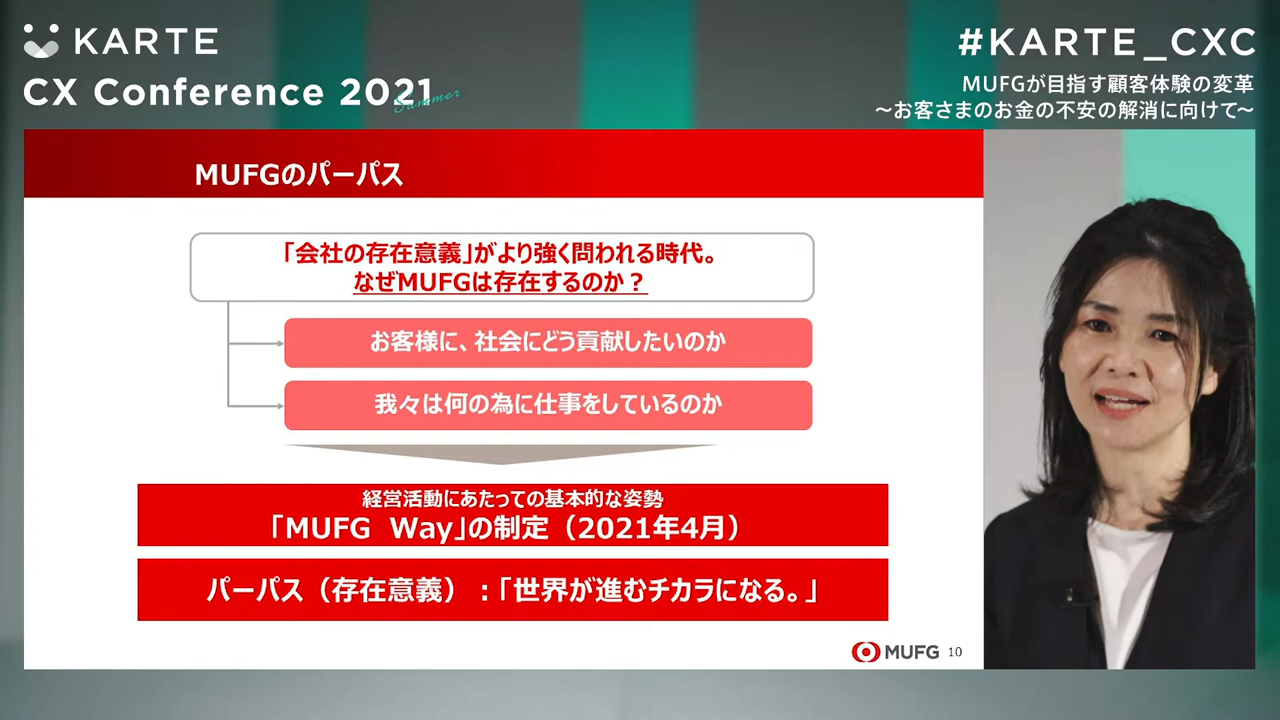 KARTE
CX Conference 2021
Summer
#KARTE_CXC
MUFGが目指す顧客体験の変革
～お客さまのお金の不安の解消に向けて～
MUFGのパーパス
「会社の存在意義」がより強く問われる時代。
なぜMUFGは存在するのか？
お客様に、社会にどう貢献したいのか
我々は何の為に仕事をしているのか
経営活動にあたっての基本的な姿勢
「MUFG Way」の制定（2021年4月）
パーパス（存在意義）：「世界が進むチカラになる。」
MUFG 10